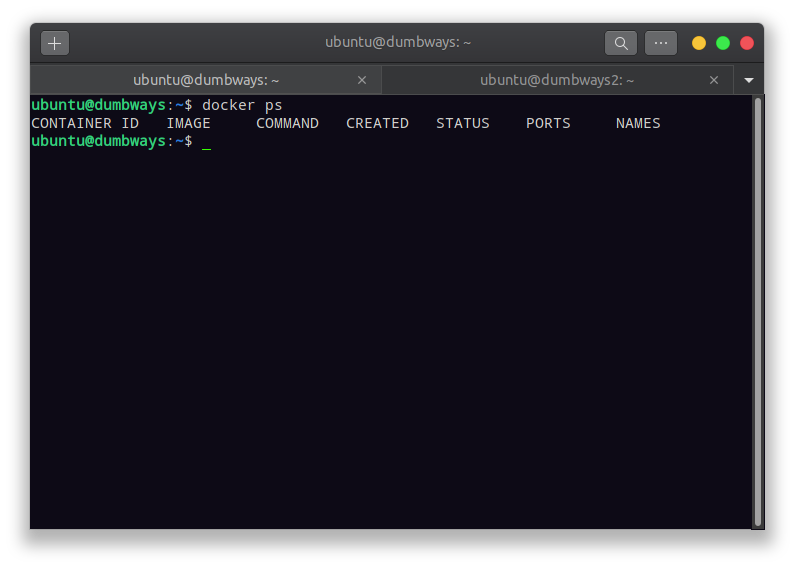 ubuntu@dumbways: ~
ubuntu@dumbways: ~
ubuntu@dumbways2: ~
ubuntu@dumbways:~$ docker ps
CONTAINER ID   IMAGE     COMMAND   CREATED   STATUS    PORTS     NAMES
ubuntu@dumbways:~$ _